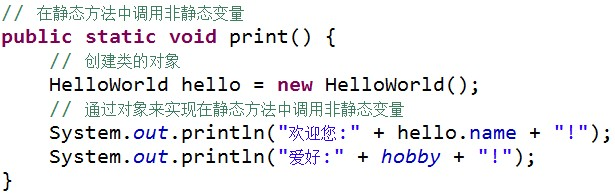 // 在静态方法中调用非静态变量
public static void print() {
// 创建类的对象
HelloWorld hello = new HelloWorld();
// 通过对象来实现在静态方法中调用非静态变量
System.out.println("欢迎您:" + hello.name + "!");
System.out.println("爱好:" + hobby + "!");
}